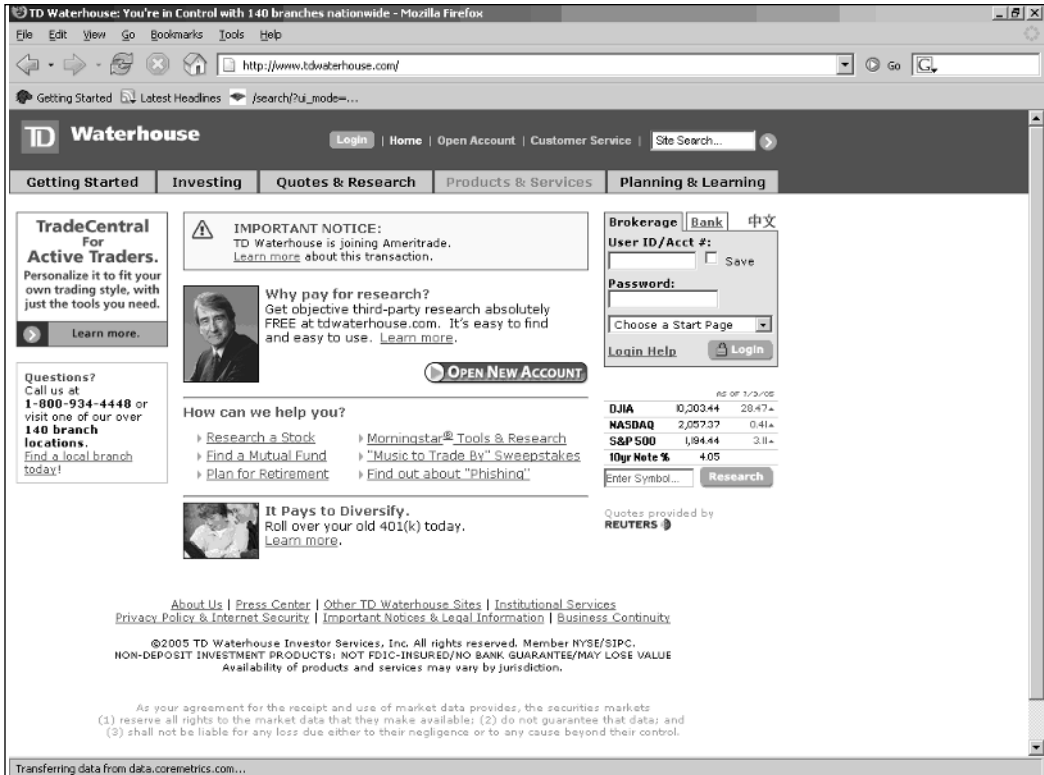 TD Waterhouse: You're in Control with 140 branches nationwide - Mozilla Firefox
File Edit View Go Bookmarks Tools Help
http://www.tdwaterhouse.com/
Go
G
Getting Started Latest Headlines /search/?ui_mode=...
TD Waterhouse
Login | Home | Open Account | Customer Service |
Site Search...
Getting Started Investing Quotes & Research Products & Services Planning & Learning
TradeCentral
For
Active Traders.
Personalize it to fit your
own trading style, with
just the tools you need.
Learn more.
Questions?
Call us at
1-800-934-4448 or
visit one of our over
140 branch
locations.
Find a local branch
today!
IMPORTANT NOTICE:
TD Waterhouse is joining Ameritrade.
Learn more about this transaction.
Why pay for research?
Get objective third-party research absolutely
FREE at tdwaterhouse.com. It's easy to find
and easy to use. Learn more.
OPEN NEW ACCOUNT
How can we help you?
Research a Stock
Find a Mutual Fund
Plan for Retirement
Morningstar® Tools & Research
"Music to Trade By" Sweepstakes
Find out about "Phishing"
It Pays to Diversify.
Roll over your old 401(k) today.
Learn more.
Brokerage Bank 中文
User ID/Acct #:
Save
Password:
Choose a Start Page
Login Help Login
AS OF
DJIA 10,303.44 28.47
NASDAQ 2,057.37 0.41
S&P 500 1,194.44 3.11
10yr Note % 4.05
Enter Symbol... Research
Quotes provided by
REUTERS
About Us | Press Center | Other TD Waterhouse Sites | Institutional Services
Privacy Policy & Internet Security | Important Notices & Legal Information | Business Continuity
©2005 TD Waterhouse Investor Services, Inc. All rights reserved. Member NYSE/SIPC.
NON-DEPOSIT INVESTMENT PRODUCTS: NOT FDIC-INSURED/NO BANK GUARANTEE/MAY LOSE VALUE
Availability of products and services may vary by jurisdiction.
As your agreement for the receipt and use of market data provides, the securities markets
(1) reserve all rights to the market data that they make available; (2) do not guarantee that data; and
(3) shall not be liable for any loss due either to their negligence or to any cause beyond their control.
Transferring data from data.coremetrics.com...